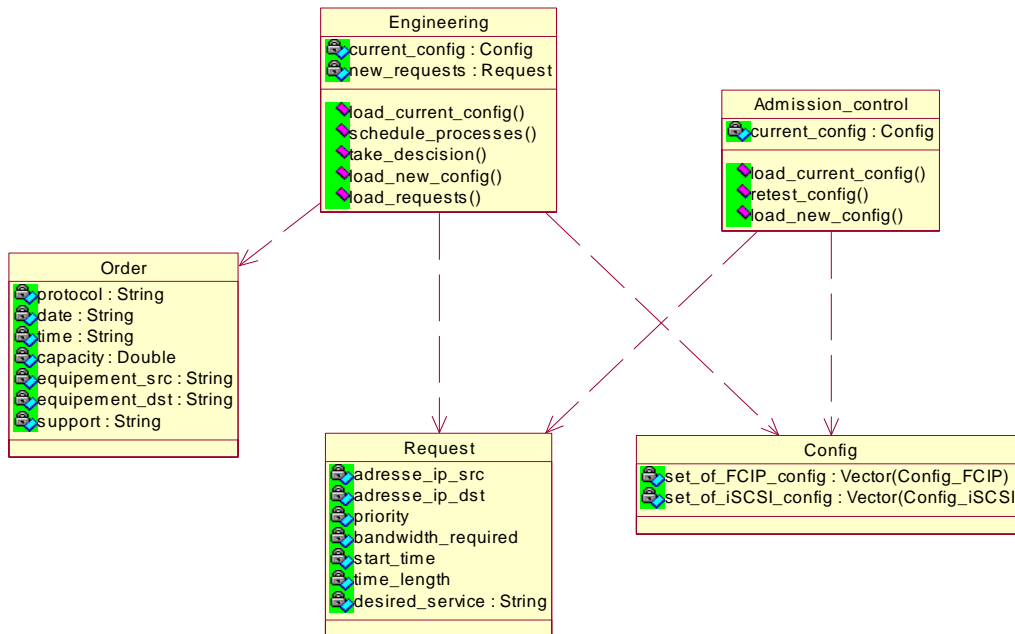 Engineering
current_config : Config
new_requests : Request
load_current_config()
schedule_processes()
take_descision()
load_new_config()
load_requests()
Admission_control
current_config : Config
load_current_config()
retest_config()
load_new_config()
Order
protocol : String
date : String
time : String
capacity : Double
equipement_src : String
equipement_dst : String
support : String
Request
adresse_ip_src
adresse_ip_dst
priority
bandwidth_required
start_time
time_length
desired_service : String
Config
set_of_FCIP_config : Vector(Config_FCIP)
set_of_iSCSI_config : Vector(Config_iSCSI